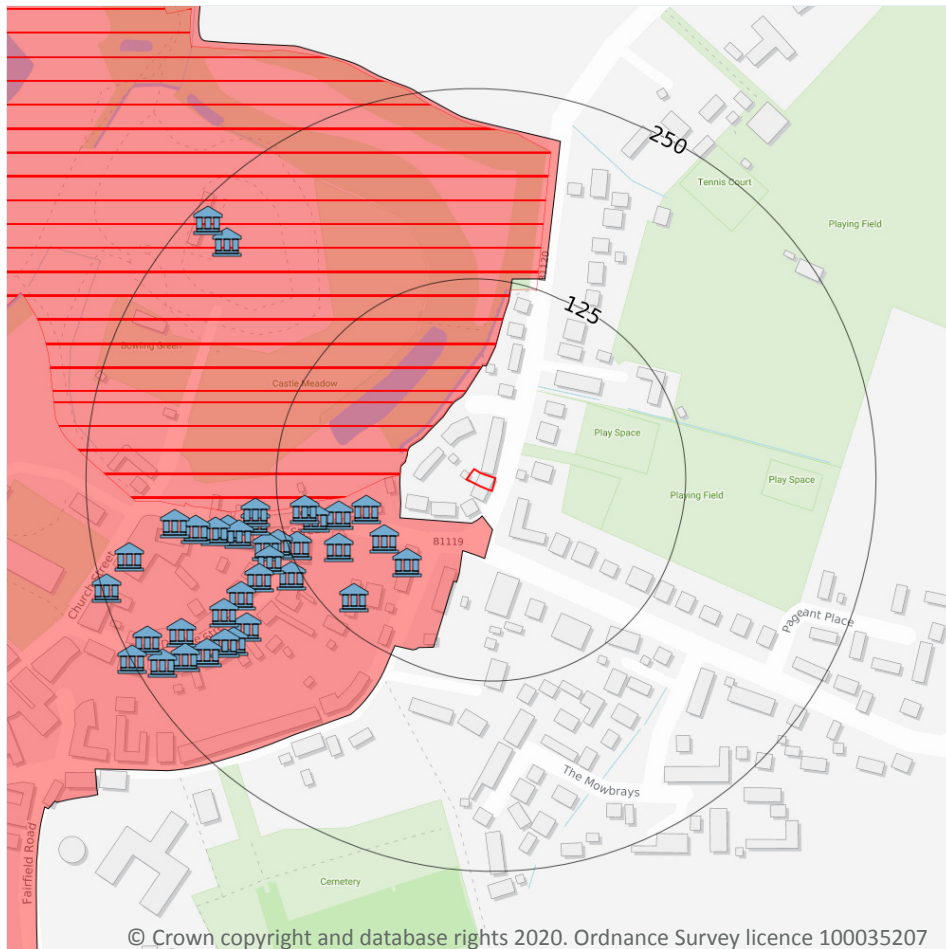 250
Tennis Court
Playing Field
B1120
125
Bowling Green
Castle Meadow
Play Space
Play Space
Playing Field
B1119
Church Street
Pageant Place
The Mowbrays
Fairfield Road
Cemetery
© Crown copyright and database rights 2020. Ordnance Survey licence 100035207